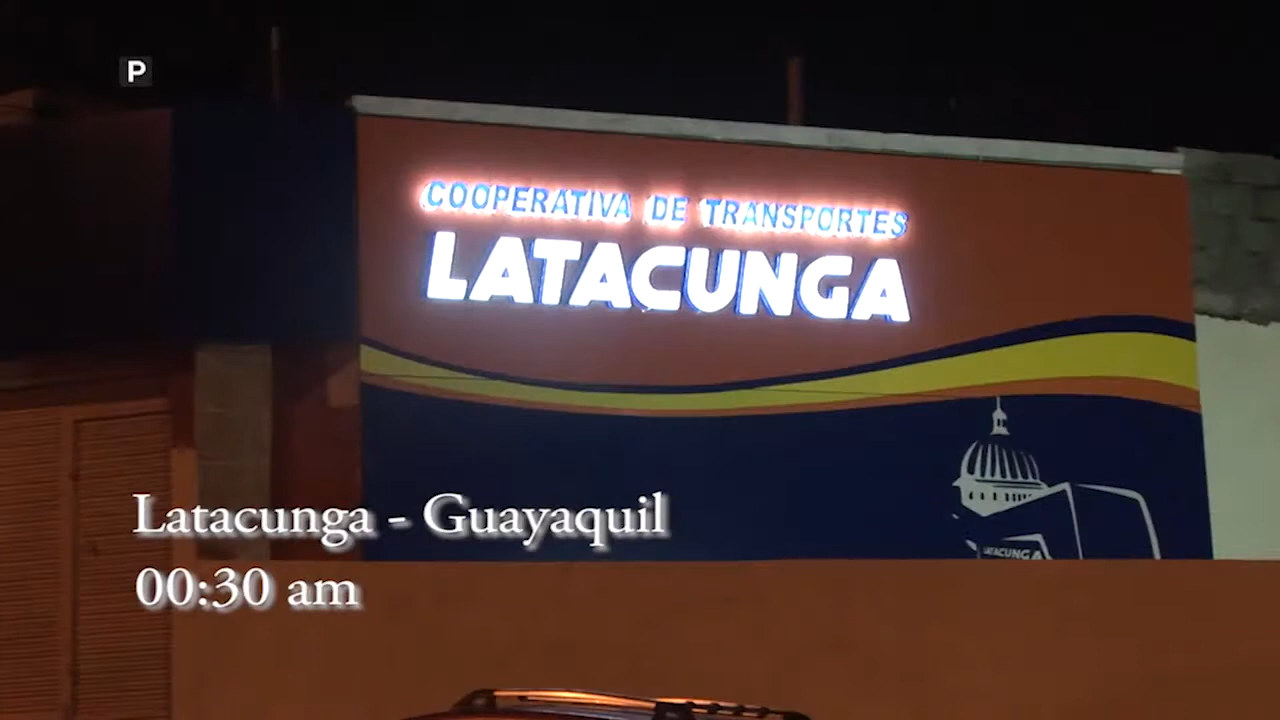 P
COOPERATIVA DE TRANSPORTES
LATACUNGA
LATACUNGA
Latacunga - Guayaquil
00:30 am